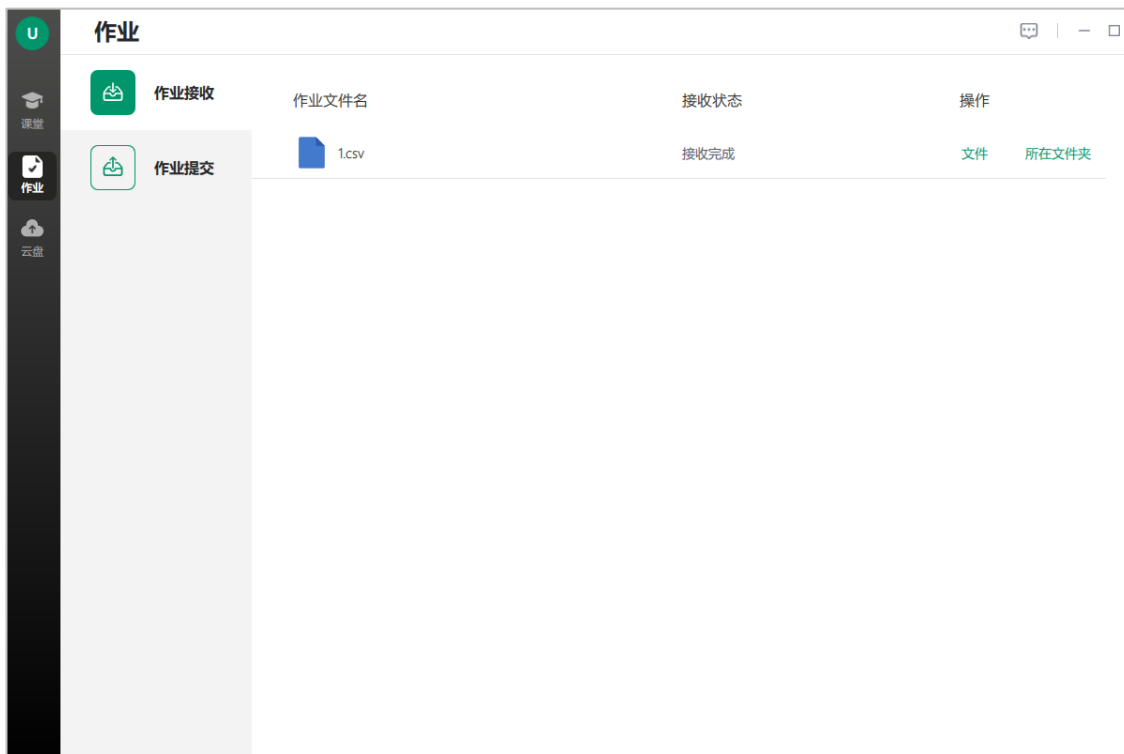 U
作业
课堂
作业
云盘
作业接收
作业提交
作业文件名 接收状态 操作
1.csv 接收完成 文件 所在文件夹